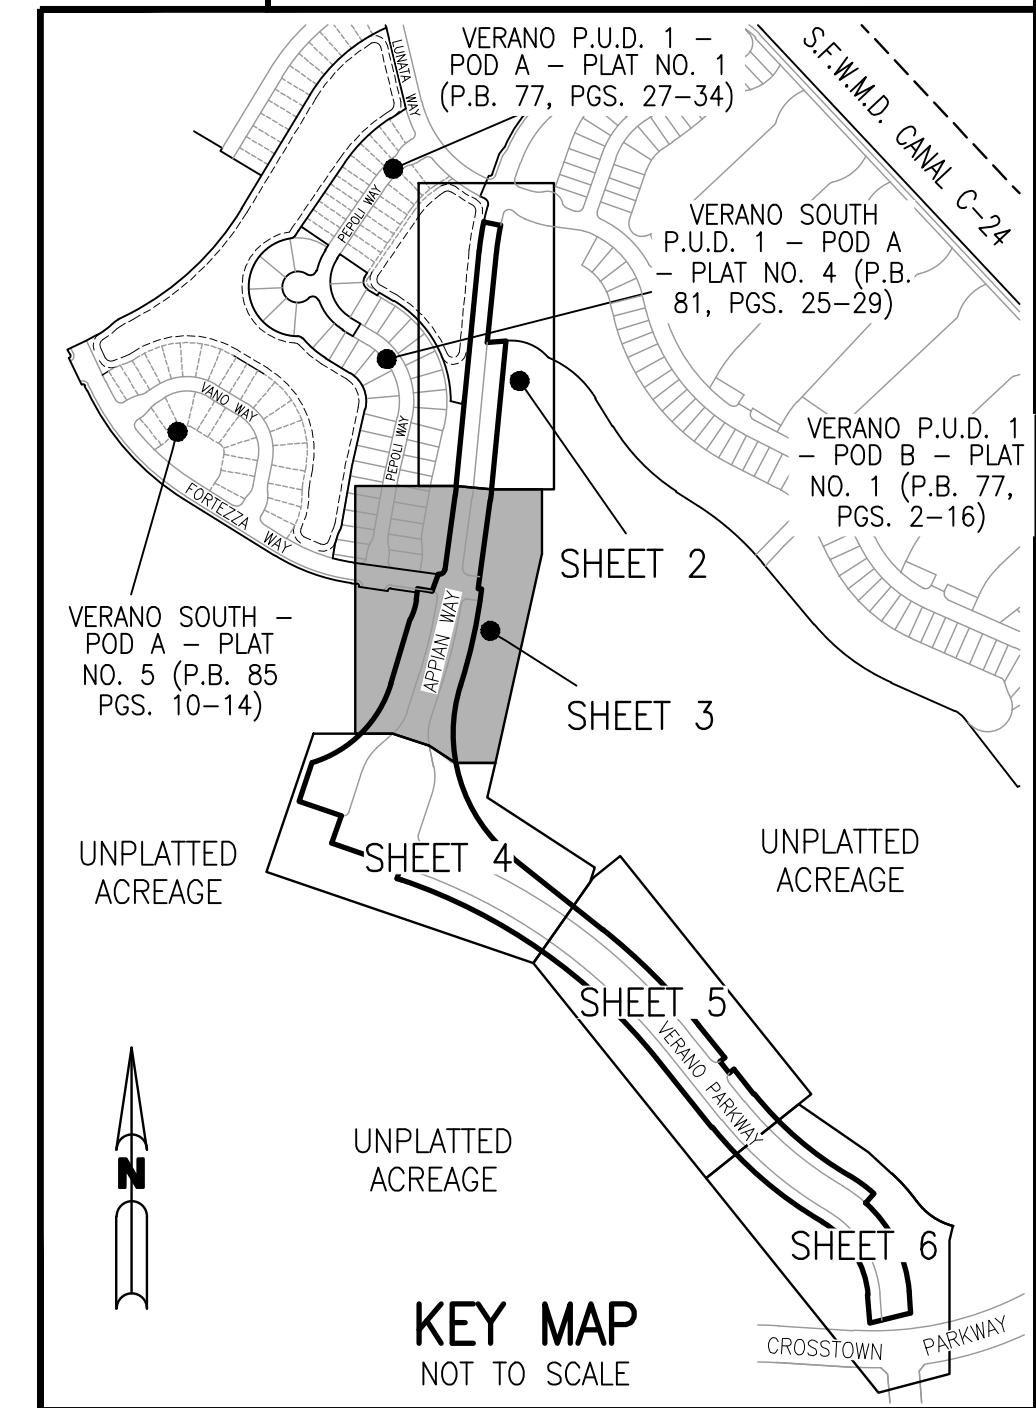 VERANO P.U.D. 1 –
POD A – PLAT NO. 1
(P.B. 77, PGS. 27–34)
LUNATA WAY
S.F.W.M.D. CANAL C–24
PEPOLI WAY
VERANO SOUTH
P.U.D. 1 – POD A
– PLAT NO. 4 (P.B.
81, PGS. 25–29)
VANO WAY
PEPOLI WAY
FORTEZZA WAY
VERANO P.U.D. 1
– POD B – PLAT
NO. 1 (P.B. 77,
PGS. 2–16)
SHEET 2
VERANO SOUTH –
POD A – PLAT
NO. 5 (P.B. 85
PGS. 10–14)
APPIAN WAY
SHEET 3
UNPLATTED
ACREAGE
SHEET 4
UNPLATTED
ACREAGE
SHEET 5
VERANO PARKWAY
UNPLATTED
ACREAGE
N
SHEET 6
KEY MAP
NOT TO SCALE
CROSSTOWN PARKWAY